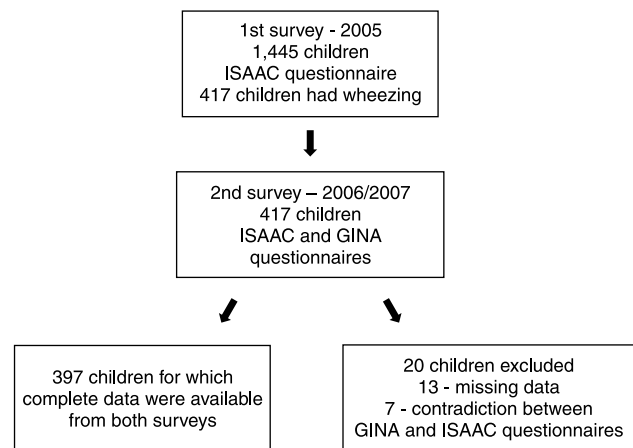 1st survey - 2005
1,445 children
ISAAC questionnaire
417 children had wheezing
2nd survey – 2006/2007
417 children
ISAAC and GINA
questionnaires
397 children for which
complete data were available
from both surveys
20 children excluded
13 - missing data
7 - contradiction between
GINA and ISAAC questionnaires